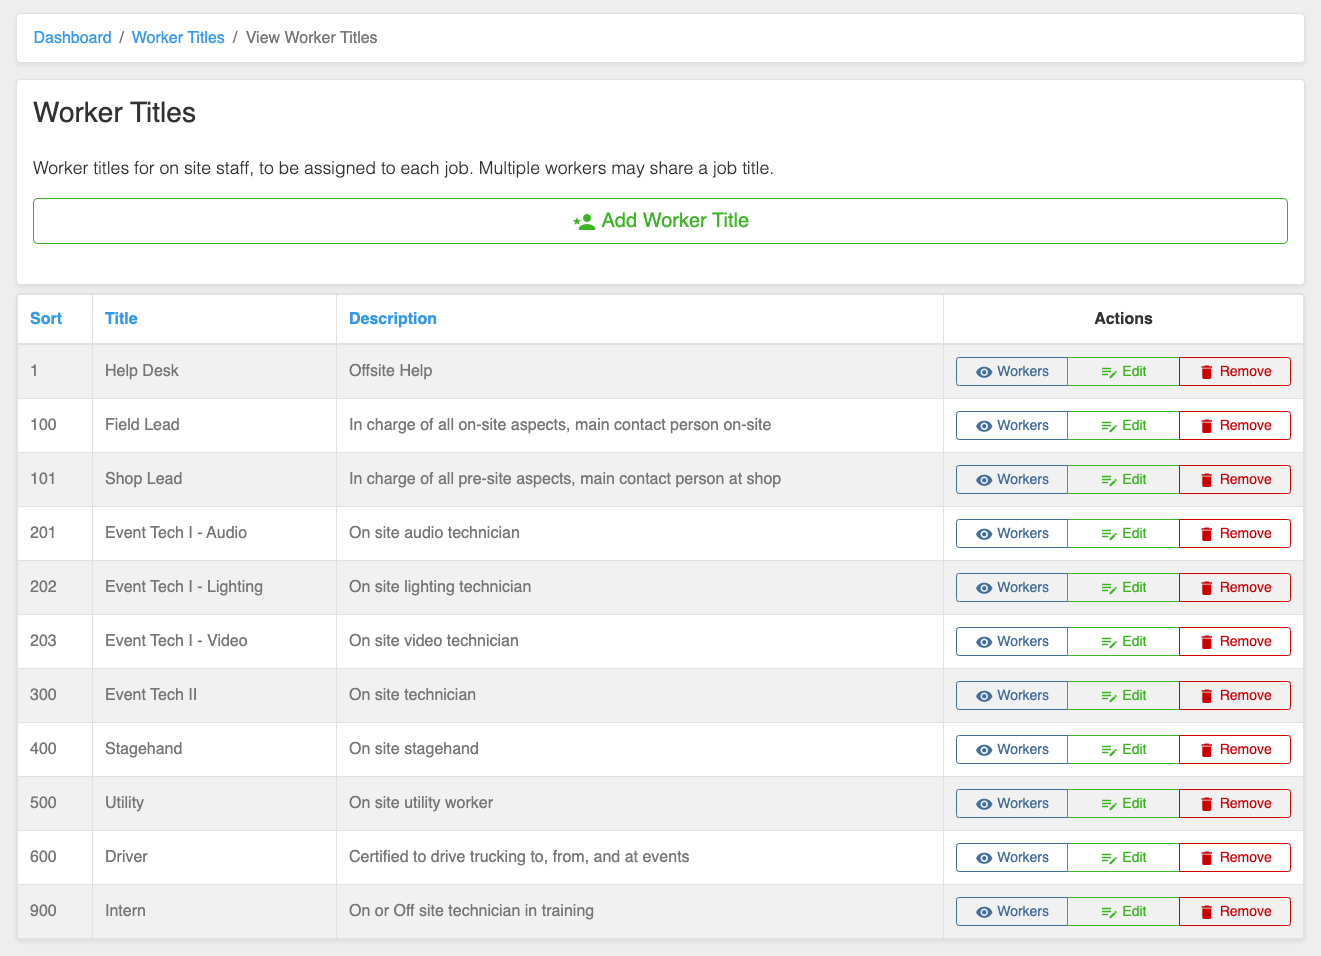 Dashboard / Worker Titles / View Worker Titles
Worker Titles
Worker titles for on site staff, to be assigned to each job. Multiple workers may share a job title.
Add Worker Title
Sort Title Description Actions
1 Help Desk Offsite Help Workers Edit Remove
100 Field Lead In charge of all on-site aspects, main contact person on-site Workers Edit Remove
101 Shop Lead In charge of all pre-site aspects, main contact person at shop Workers Edit Remove
201 Event Tech I - Audio On site audio technician Workers Edit Remove
202 Event Tech I - Lighting On site lighting technician Workers Edit Remove
203 Event Tech I - Video On site video technician Workers Edit Remove
300 Event Tech II On site technician Workers Edit Remove
400 Stagehand On site stagehand Workers Edit Remove
500 Utility On site utility worker Workers Edit Remove
600 Driver Certified to drive trucking to, from, and at events Workers Edit Remove
900 Intern On or Off site technician in training Workers Edit Remove